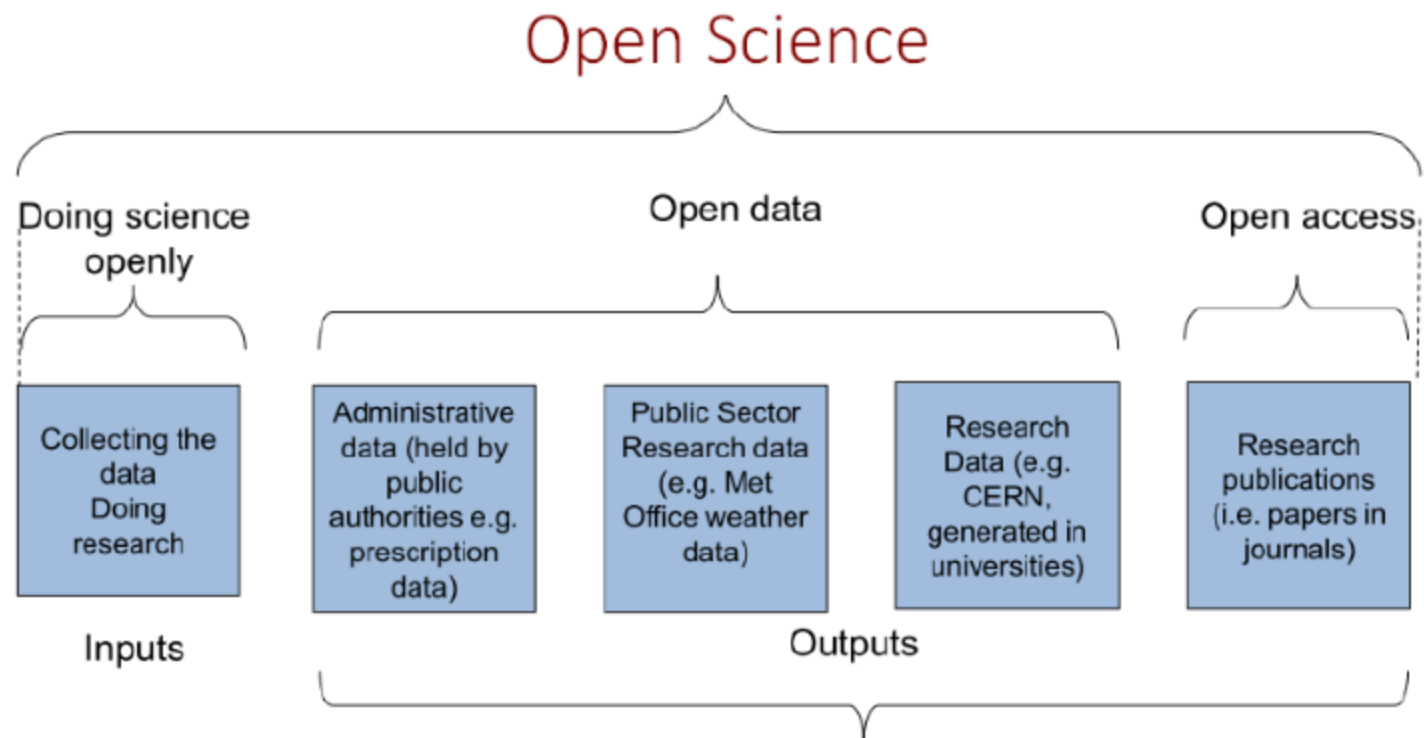 Open Science
Doing science
openly
Open data
Open access
Collecting the
data
Doing
research
Administrative
data (held by
public
authorities e.g.
prescription
data)
Public Sector
Research data
(e.g. Met
Office weather
data)
Research
Data (e.g.
CERN,
generated in
universities)
Research
publications
(i.e. papers in
journals)
Inputs
Outputs